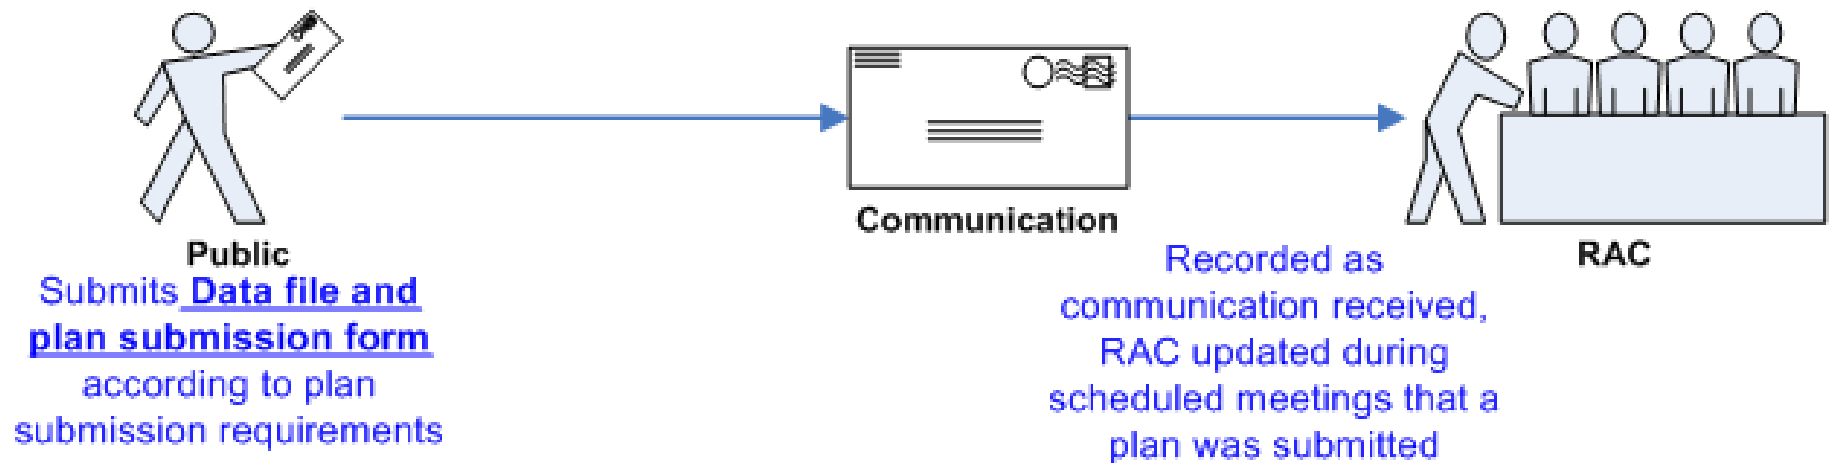 Public
Submits Data file and
plan submission form
according to plan
submission requirements
Communication
Recorded as
communication received,
RAC updated during
scheduled meetings that a
plan was submitted
RAC